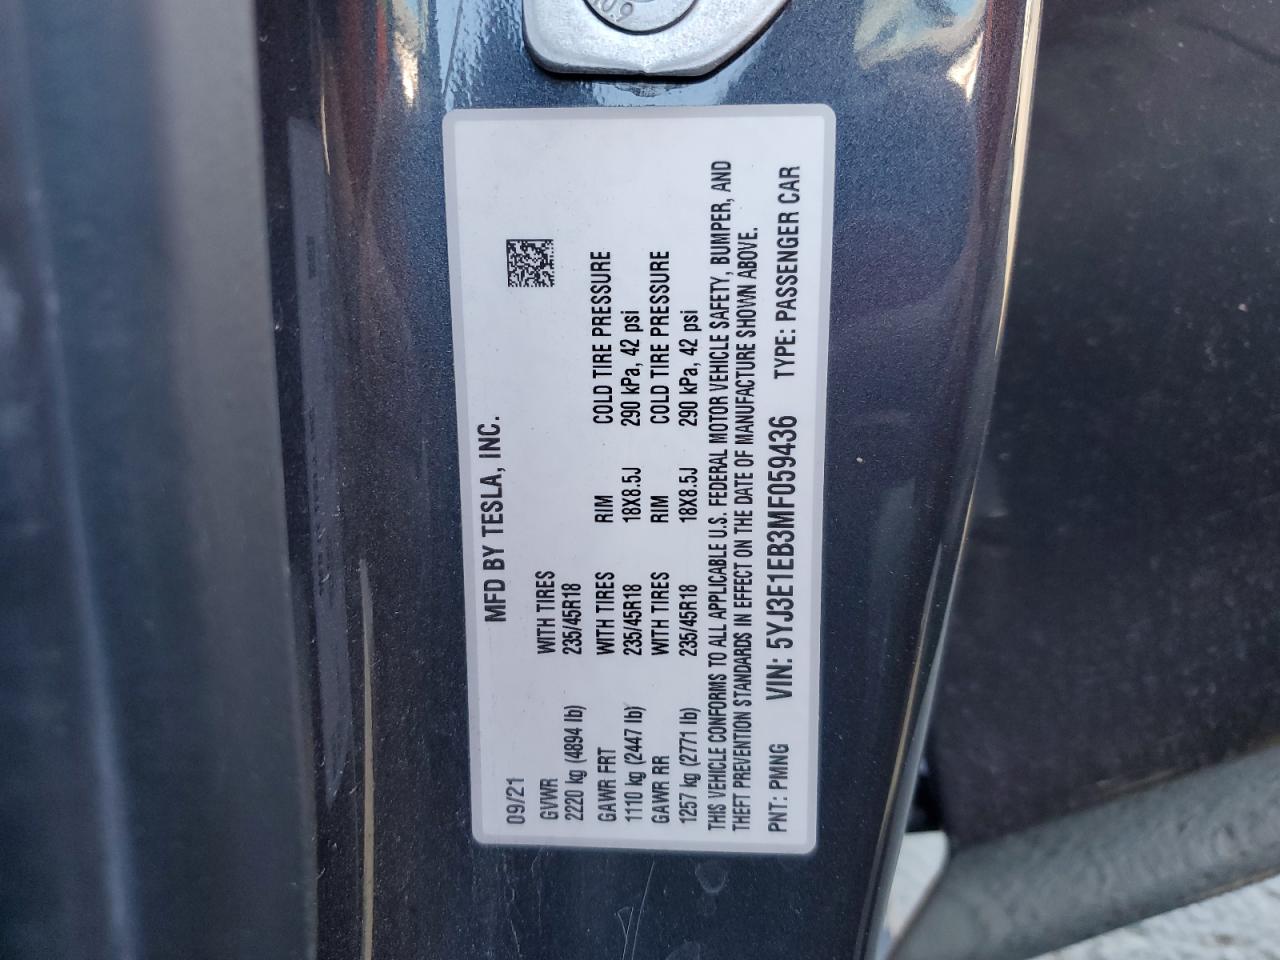 60
MFD BY TESLA, INC.
09/21
GVWR WITH TIRES
2220 kg (4894 lb) 235/45R18
GAWR FRT WITH TIRES RIM COLD TIRE PRESSURE
1110 kg (2447 lb) 235/45R18 18X8.5J 290 kPa, 42 psi
GAWR RR WITH TIRES RIM COLD TIRE PRESSURE
1257 kg (2771 lb) 235/45R18 18X8.5J 290 kPa, 42 psi
THIS VEHICLE CONFORMS TO ALL APPLICABLE U.S. FEDERAL MOTOR VEHICLE SAFETY, BUMPER, AND
THEFT PREVENTION STANDARDS IN EFFECT ON THE DATE OF MANUFACTURE SHOWN ABOVE.
PNT: PMNG VIN: 5YJ3E1EB3MF059436 TYPE: PASSENGER CAR